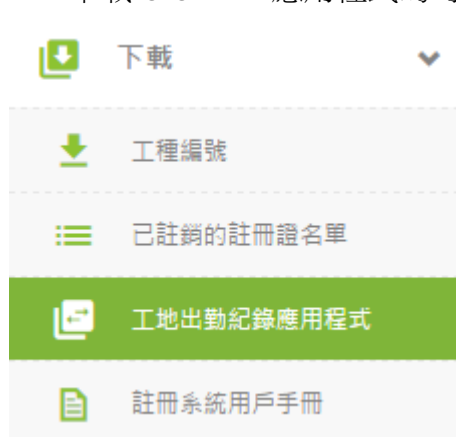 下載
工種編號
已註銷的註冊證名單
工地出勤紀錄應用程式
註冊系統用戶手冊